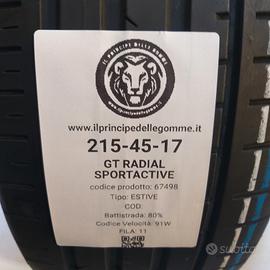 IL PRINCIPE DELLE GOMME
www.ilprincipedellegomme.it
215-45-17
GT RADIAL
SPORTACTIVE
codice prodotto: 67498
Tipo: ESTIVE
COD:
Battistrada: 80%
Codice Velocità: 91W
FILA: 11
subito